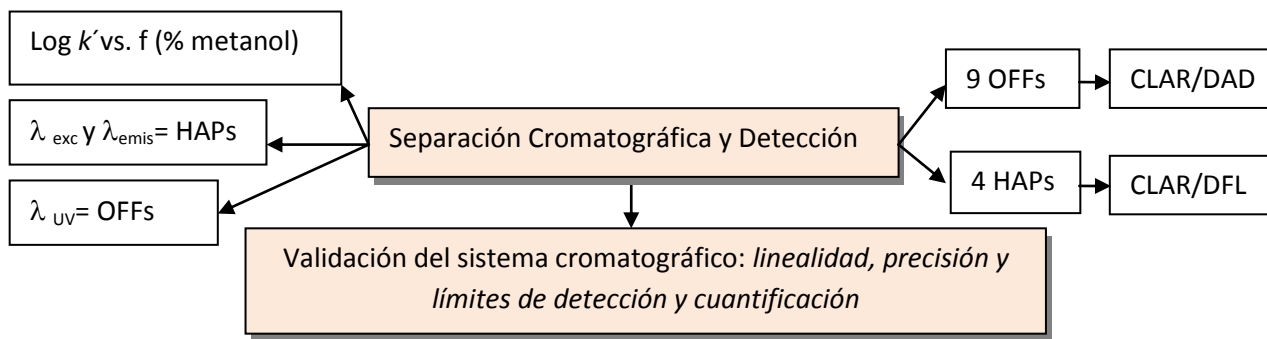 Log k´vs. f (% metanol)
λ exc y λemis= HAPs
λ UV= OFFs
Separación Cromatográfica y Detección
9 OFFs
CLAR/DAD
4 HAPs
CLAR/DFL
Validación del sistema cromatográfico: linealidad, precisión y
límites de detección y cuantificación